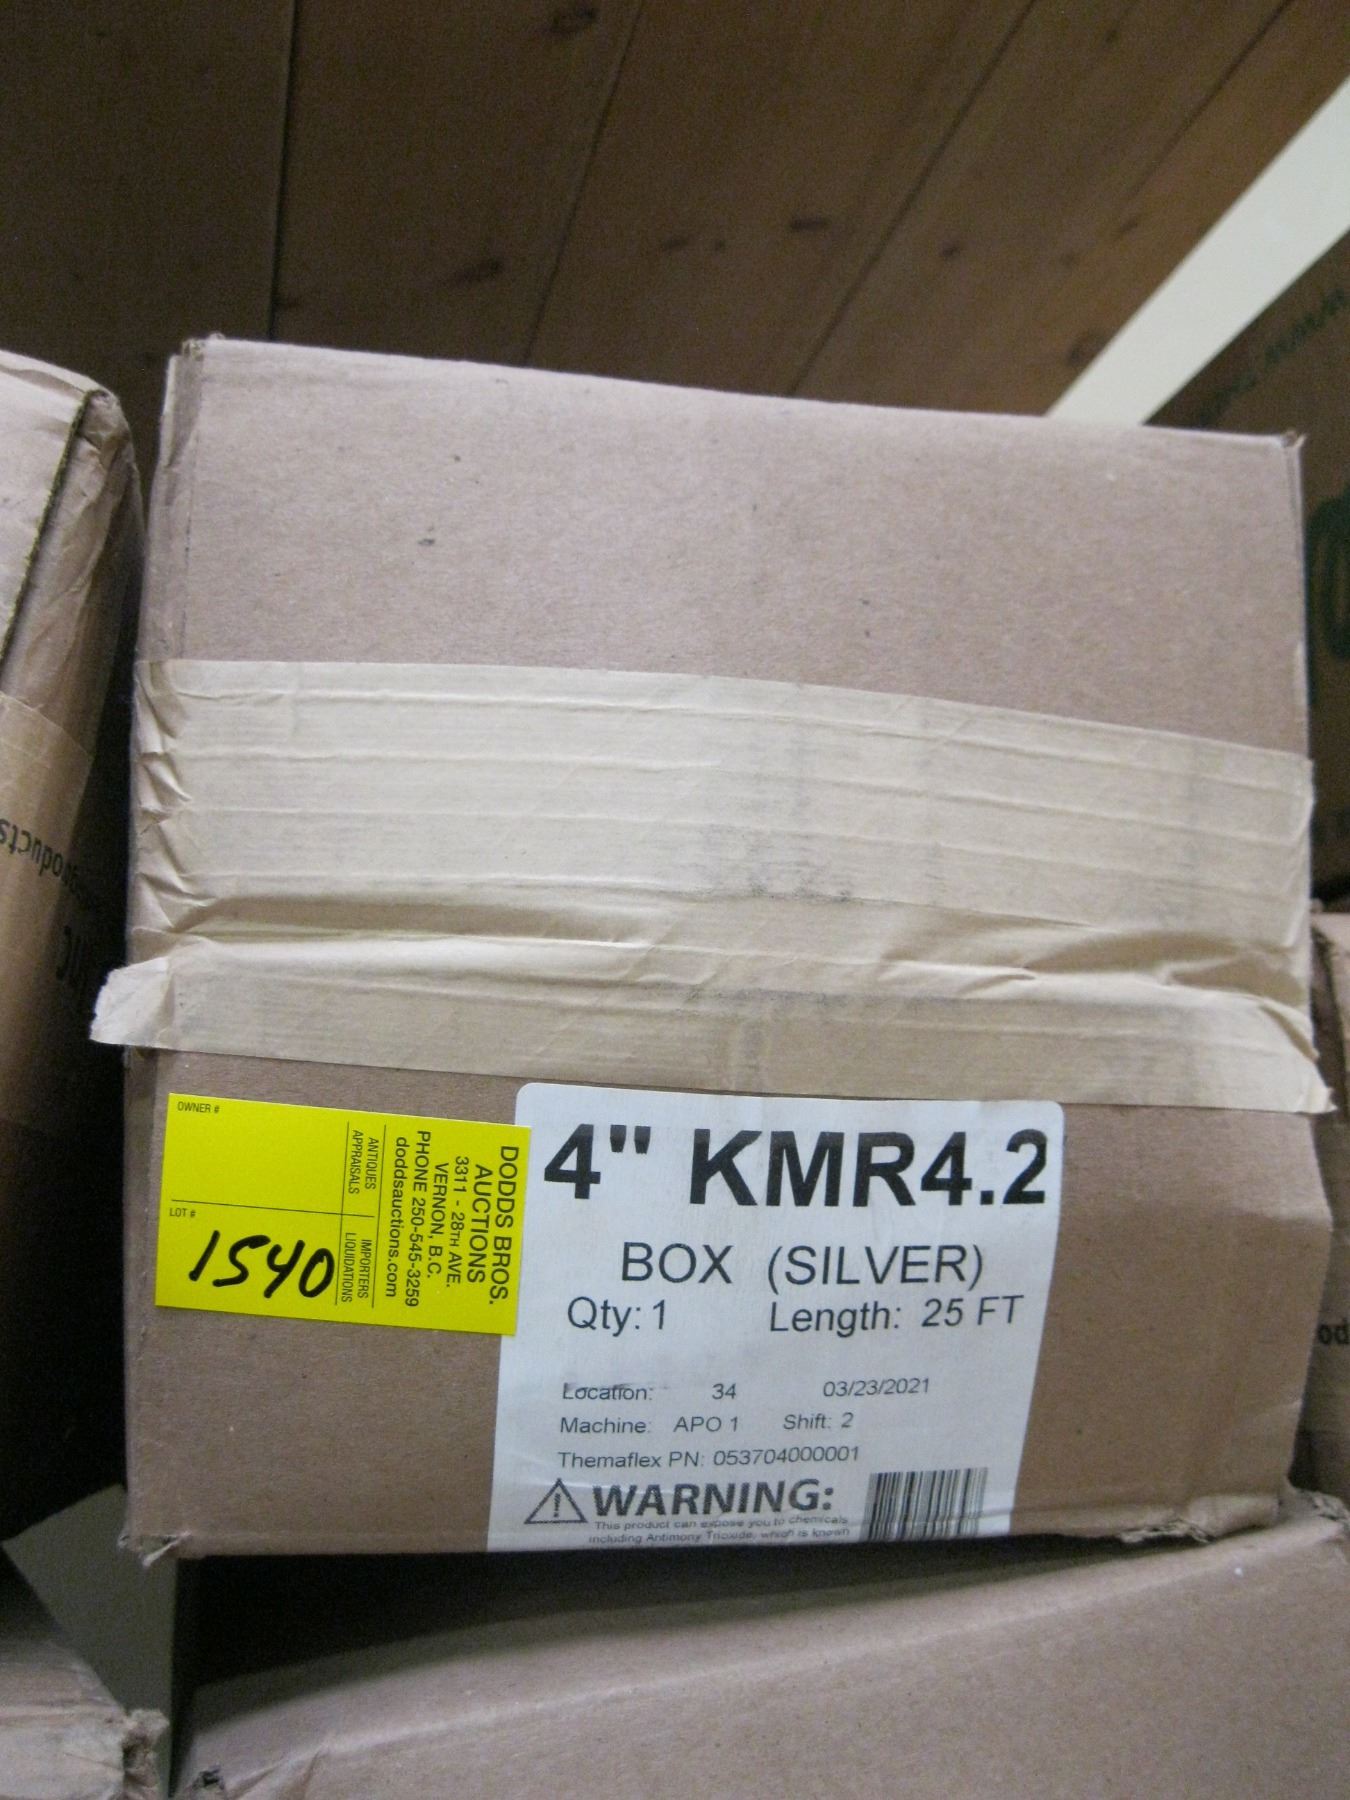 OWNER #
LOT #
1540
ANTIQUES
APPRAISALS
IMPORTERS
LIQUIDATIONS
DODDS BROS.
AUCTIONS
3311 - 28TH AVE.
VERNON, B.C.
PHONE 250-545-3259
doddsauctions.com
4" KMR4.2
BOX (SILVER)
Qty: 1 Length: 25 FT
Location: 34 03/23/2021
Machine: APO 1 Shift: 2
Themaflex PN: 053704000001
WARNING:
This product can expose you to chemicals
including Antimony Trioxide, which is known